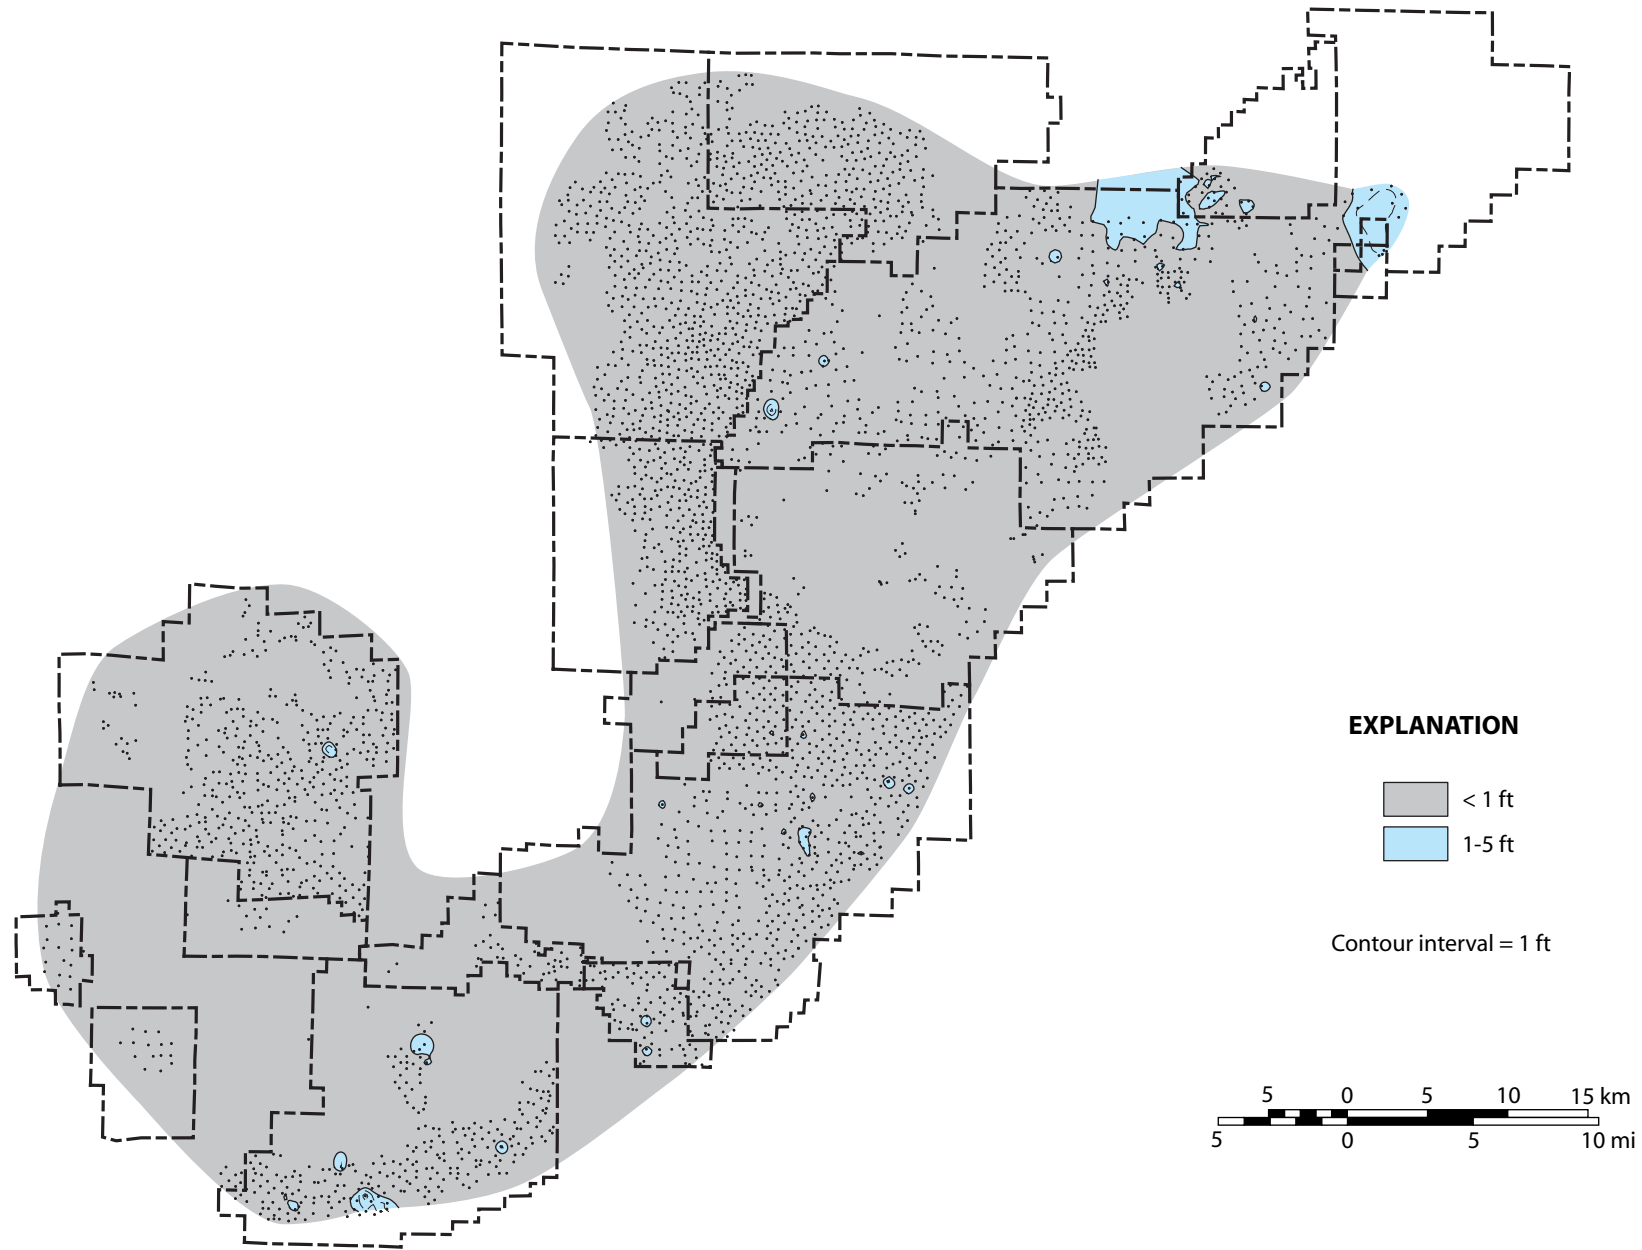 EXPLANATION
< 1 ft
1-5 ft
Contour interval = 1 ft
5 0 5 10 15 km
5 0 5 10 mi